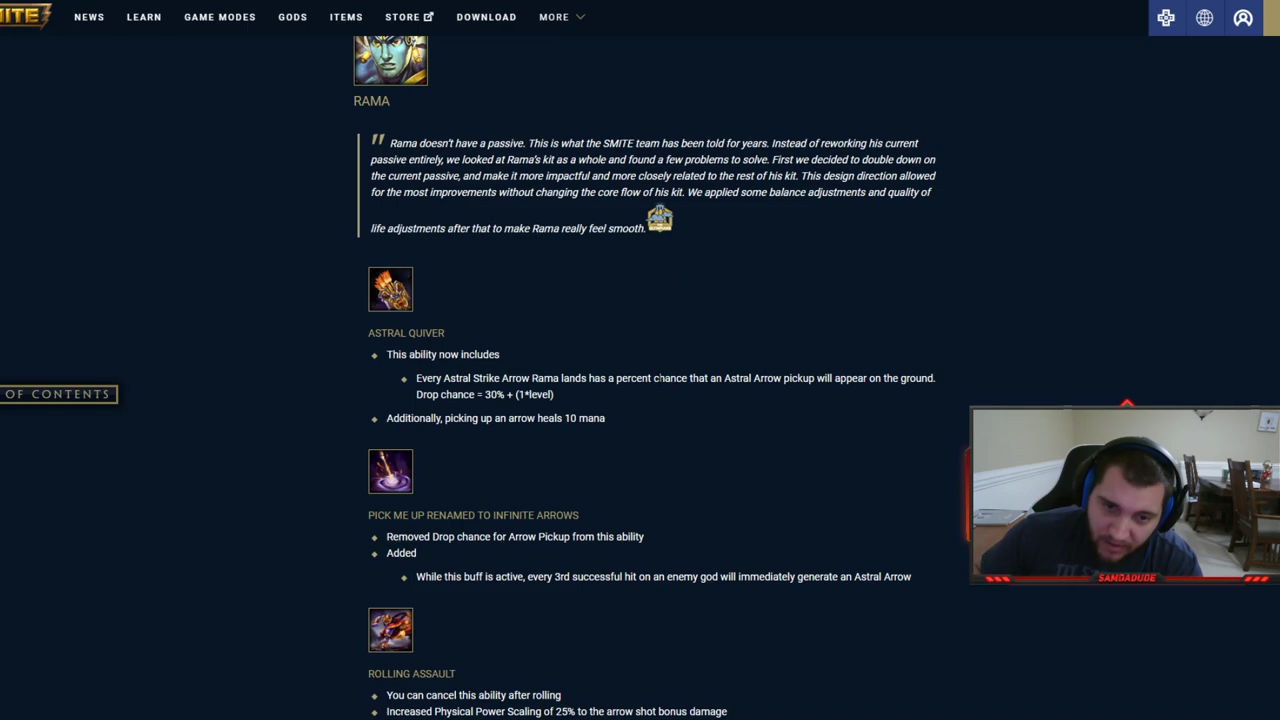 MITE NEWS LEARN GAME MODES GODS ITEMS STORE DOWNLOAD MORE
RAMA
" Rama doesn't have a passive. This is what the SMITE team has been told for years. Instead of reworking his current
passive entirely, we looked at Rama's kit as a whole and found a few problems to solve. First we decided to double down on
the current passive, and make it more impactful and more closely related to the rest of his kit. This design direction allowed
for the most improvements without changing the core flow of his kit. We applied some balance adjustments and quality of
life adjustments after that to make Rama really feel smooth.
ASTRAL QUIVER
This ability now includes
Every Astral Strike Arrow Rama lands has a percent chance that an Astral Arrow pickup will appear on the ground.
Drop chance = 30% + (1*level)
OF CONTENTS
Additionally, picking up an arrow heals 10 mana
PICK ME UP RENAMED TO INFINITE ARROWS
Removed Drop chance for Arrow Pickup from this ability
Added
While this buff is active, every 3rd successful hit on an enemy god will immediately generate an Astral Arrow
SAMDADUDE
ROLLING ASSAULT
You can cancel this ability after rolling
Increased Physical Power Scaling of 25% to the arrow shot bonus damage